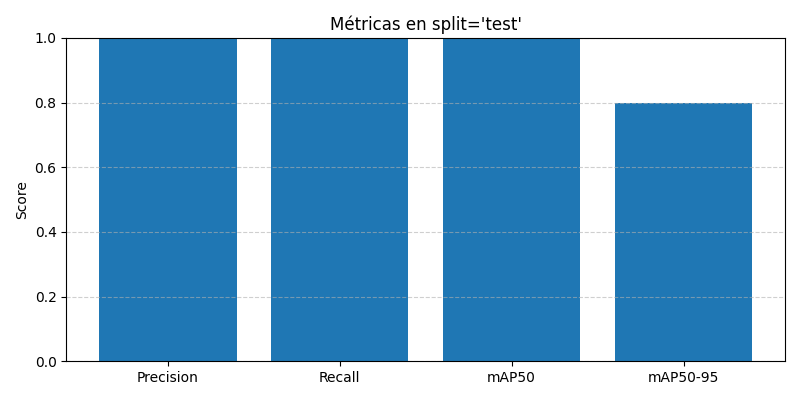 Métricas en split='test'
1.0
0.8
0.6
0.4
0.2
0.0
Score
Precision
Recall
mAP50
mAP50-95